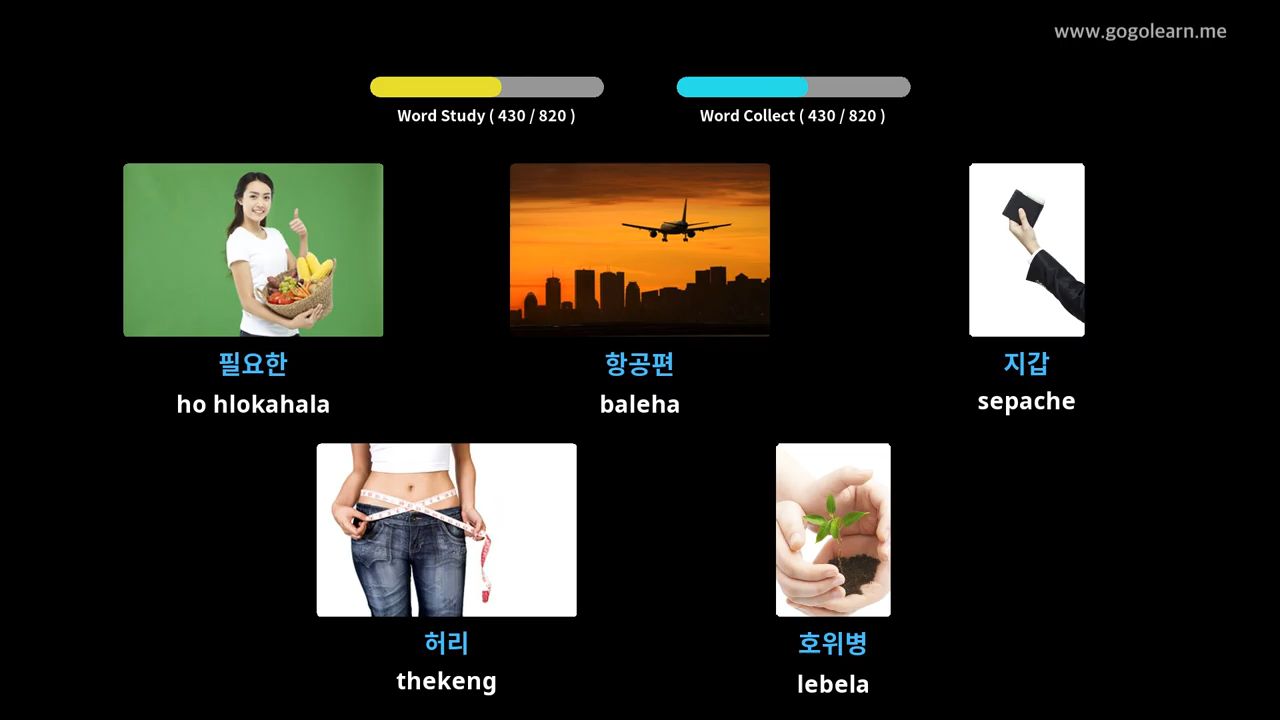 www.gogolearn.me
Word Study ( 430 / 820 )
Word Collect ( 430 / 820 )
필요한
ho hlokahala
항공편
baleha
지갑
sepache
허리
thekeng
호위병
lebela